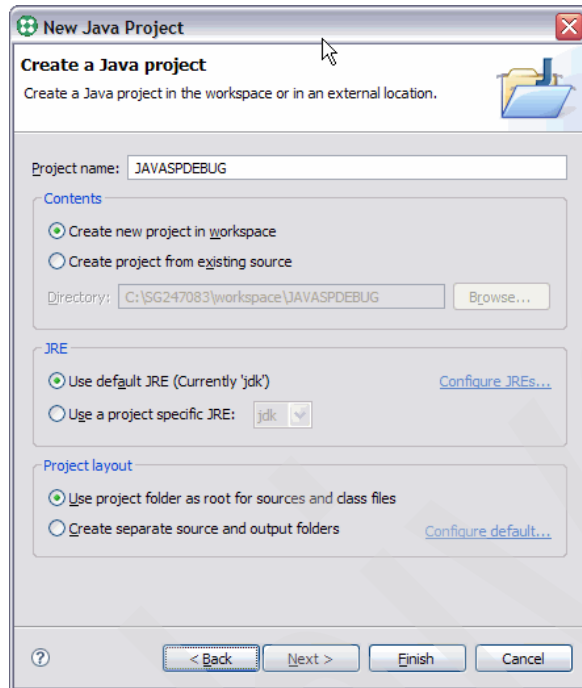 New Java Project
Create a Java project
Create a Java project in the workspace or in an external location.
Project name: JAVASPDEBUG
Contents
Create new project in workspace
Create project from existing source
Directory: C:\SG247083\workspace\JAVASPDEBUG Browse...
JRE
Use default JRE (Currently 'jdk') Configure JREs...
Use a project specific JRE: jdk
Project layout
Use project folder as root for sources and class files
Create separate source and output folders Configure default...
? < Back Next > Finish Cancel